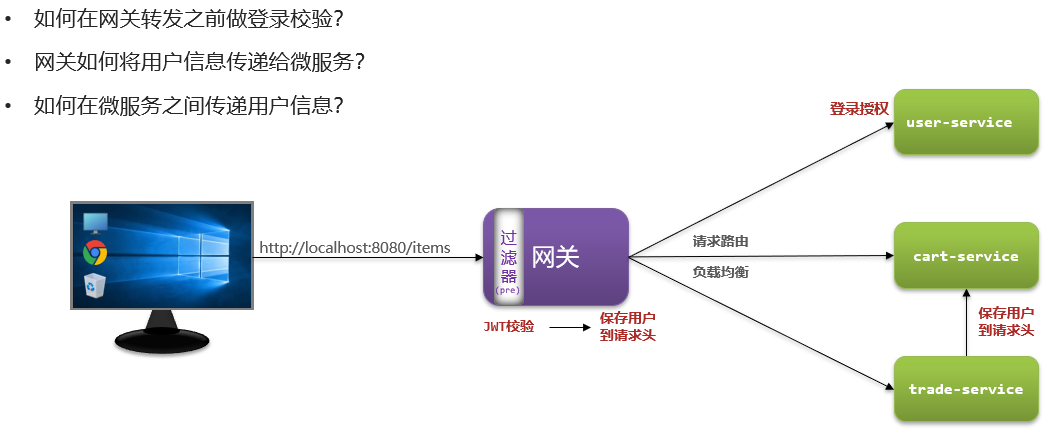 • 如何在网关转发之前做登录校验？
• 网关如何将用户信息传递给微服务？
• 如何在微服务之间传递用户信息？
登录授权
user-service
http://localhost:8080/items
过
滤
器
(pre)
网关
请求路由
负载均衡
cart-service
JWT校验
保存用户
到请求头
保存用户
到请求头
trade-service